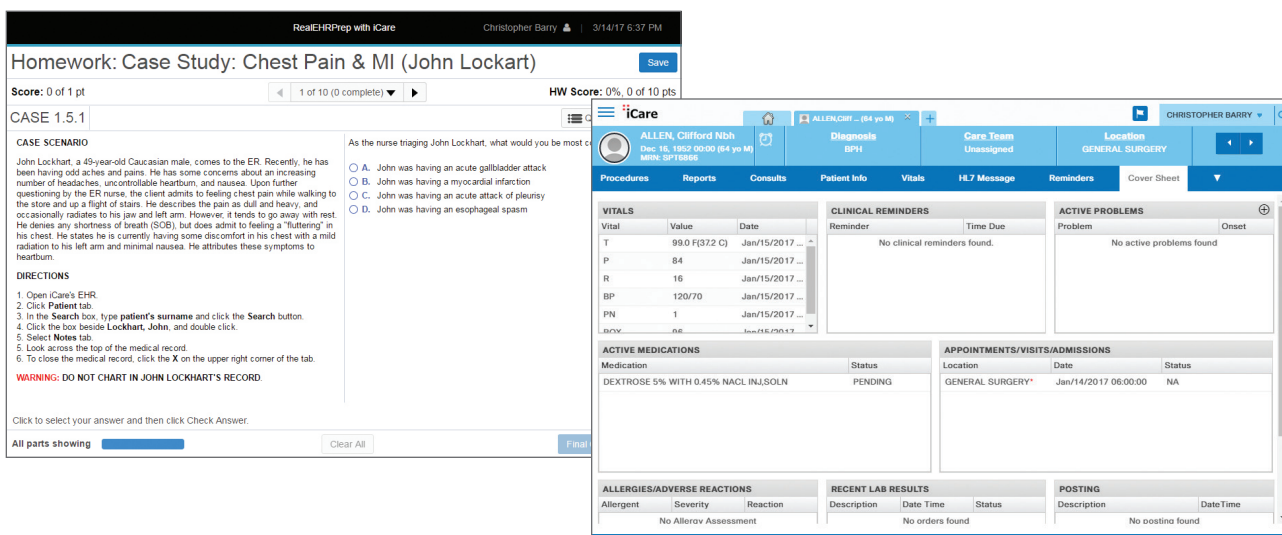 RealEHRPrep with iCare
Christopher Barry | 3/14/17 6:37 PM
Homework: Case Study: Chest Pain & MI (John Lockart)
Save
Score: 0 of 1 pt
1 of 10 (0 complete)
HW Score: 0%, 0 of 10 pts
CASE 1.5.1
CASE SCENARIO
John Lockhart, a 49-year-old Caucasian male, comes to the ER. Recently, he has
been having odd aches and pains. He has some concerns about an increasing
number of headaches, uncontrollable heartburn, and nausea. Upon further
questioning by the ER nurse, the client admits to feeling chest pain while walking to
the store and up a flight of stairs. He describes the pain as dull and heavy, and
occasionally radiates to his jaw and left arm. However, it tends to go away with rest.
He denies any shortness of breath (SOB), but does admit to feeling a "fluttering" in
his chest. He states he is currently having some discomfort in his chest with a mild
radiation to his left arm and minimal nausea. He attributes these symptoms to
heartburn.
DIRECTIONS
1. Open iCare's EHR.
2. Click Patient tab.
3. In the Search box, type patient's surname and click the Search button.
4. Click the box beside Lockhart, John, and double click.
5. Select Notes tab.
5. Look across the top of the medical record.
6. To close the medical record, click the X on the upper right corner of the tab.
WARNING: DO NOT CHART IN JOHN LOCKHART'S RECORD.
As the nurse triaging John Lockhart, what would you be most
A. John was having an acute gallbladder attack
B. John was having a myocardial infarction
C. John was having an acute attack of pleurisy
D. John was having an esophageal spasm
Click to select your answer and then click Check Answer.
All parts showing
Clear All
Final
iCare
ALLEN,Cliff ... (64 yo M)
CHRISTOPHER BARRY
ALLEN, Clifford Nbh
Dec 16, 1952 00:00 (64 yo M)
MRN: SPT5866
Diagnosis
BPH
Care Team
Unassigned
Location
GENERAL SURGERY
Procedures Reports Consults Patient Info Vitals HL7 Message Reminders Cover Sheet
VITALS
Vital Value Date
T 99.0 F(37.2 C) Jan/15/2017 ...
P 84 Jan/15/2017 ...
R 16 Jan/15/2017 ...
BP 120/70 Jan/15/2017 ...
PN 1 Jan/15/2017 ...
POX 96 Jan/15/2017
CLINICAL REMINDERS
Reminder Time Due
No clinical reminders found.
ACTIVE PROBLEMS
Problem Onset
No active problems found
ACTIVE MEDICATIONS
Medication Status
DEXTROSE 5% WITH 0.45% NACL INJ,SOLN PENDING
APPOINTMENTS/VISITS/ADMISSIONS
Location Date Status
GENERAL SURGERY* Jan/14/2017 06:00:00 NA
ALLERGIES/ADVERSE REACTIONS
Allergent Severity Reaction
No Allergy Assessment
RECENT LAB RESULTS
Description Date Time Status
No orders found
POSTING
Description DateTime
No posting found